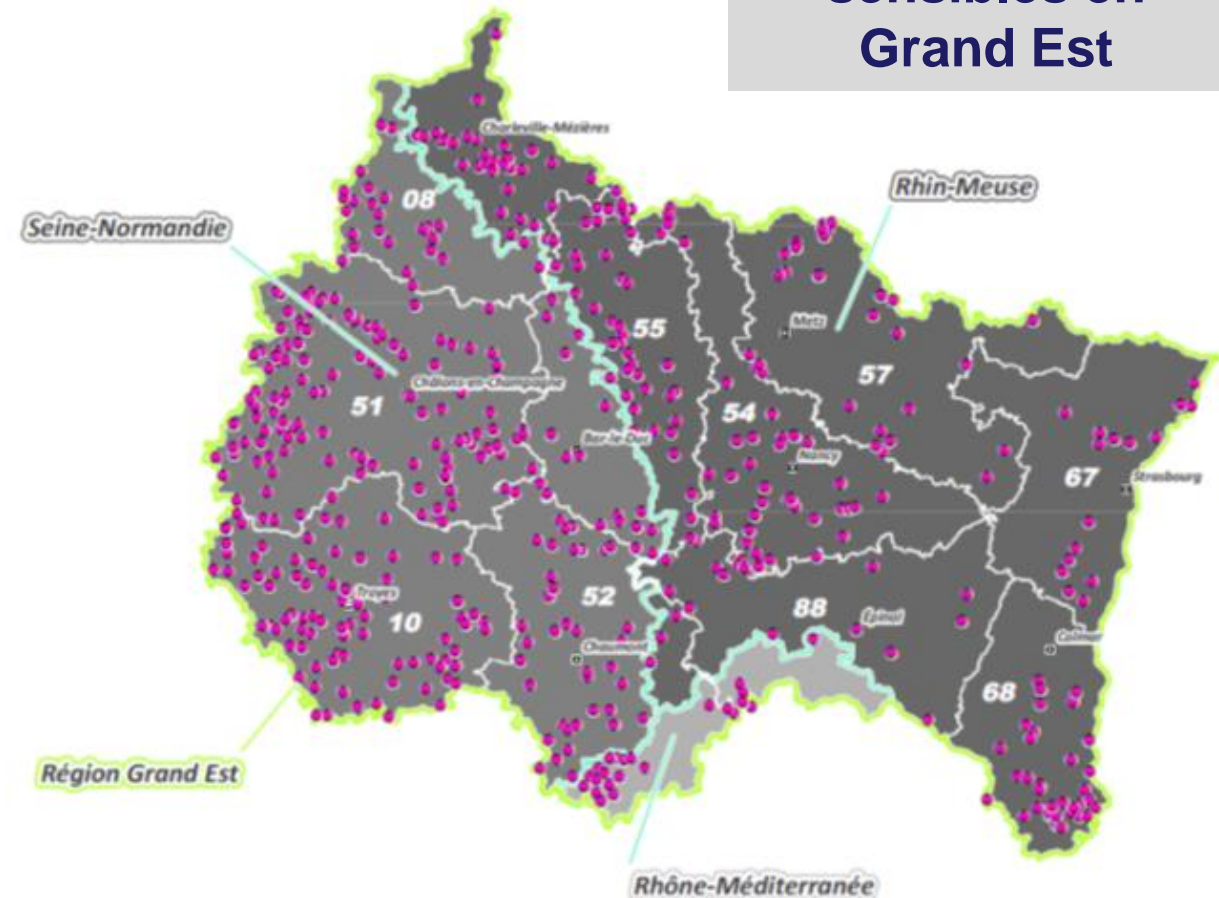 Grand Est
Charleville-Mézières
Rhin-Meuse
08
Seine-Normandie
55
Metz
57
Châlons-en-Champagne
51
54
Bar-le-Duc
Nancy
67
Strasbourg
52
Troyes
10
88
Épinal
Chaumont
Colmar
68
Région Grand Est
Rhône-Méditerranée